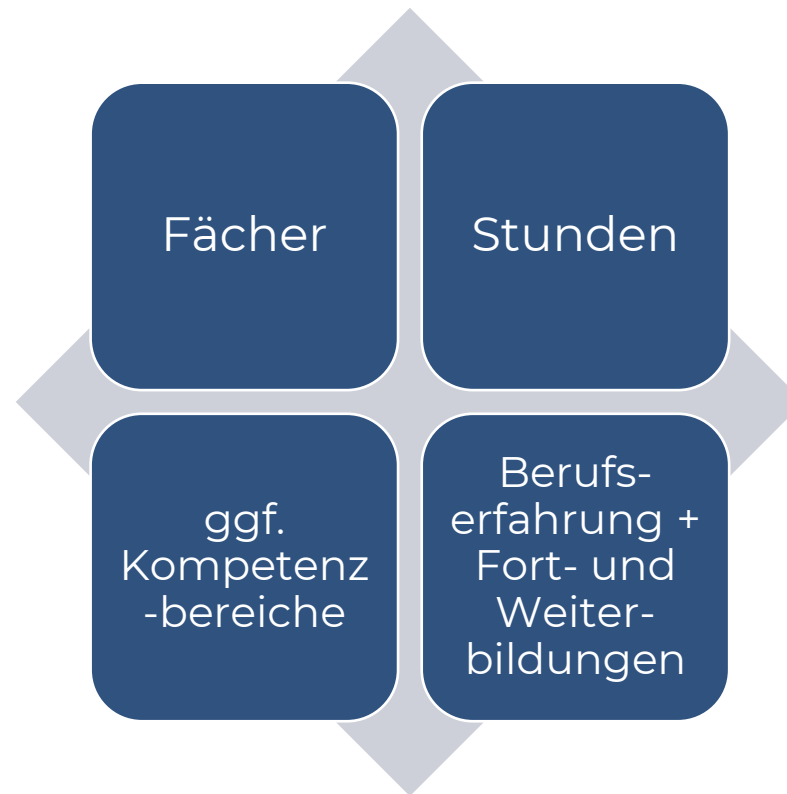 Fächer
Stunden
ggf.
Kompetenz
-bereiche
Berufs-
erfahrung +
Fort- und
Weiter-
bildungen